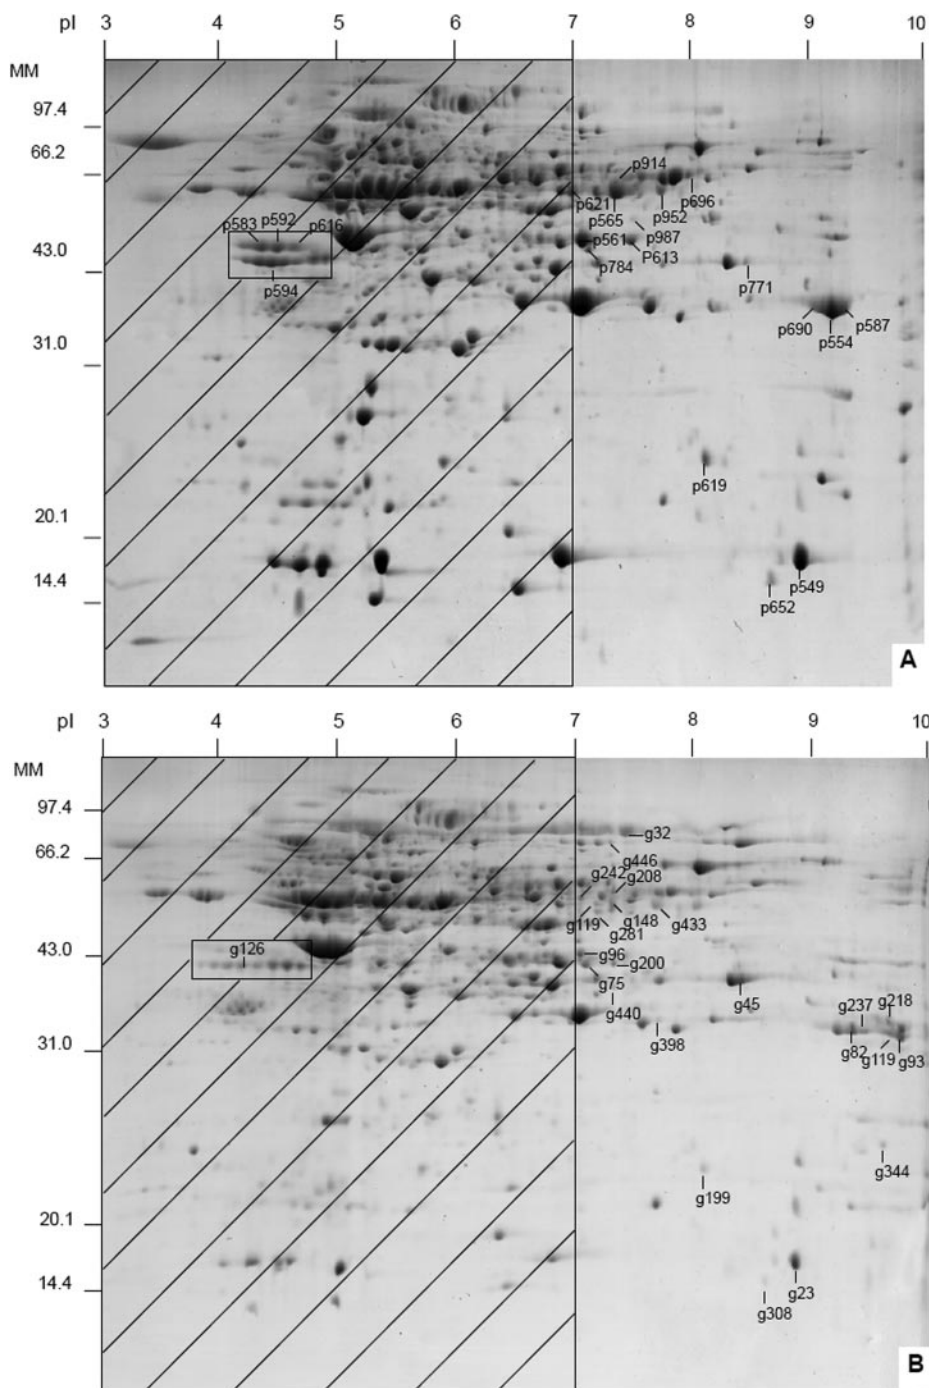 pI 3 4 5 6 7 8 9 10
MM
97.4
66.2
p914
p621
p696
p565
p952
p583 p592 p616
p987
43.0
p561 P613
p784
p771
p594
p690 p587
p554
31.0
p619
20.1
14.4
p549
p652
A
pI 3 4 5 6 7 8 9 10
MM
97.4
g32
66.2
g446
g242 g208
g119 g148 g433
g281
43.0
g126
g96
g200
g75
g45
g440
g237 g218
g398
g82 g119 g93
31.0
g344
g199
20.1
14.4
g23
g308
B